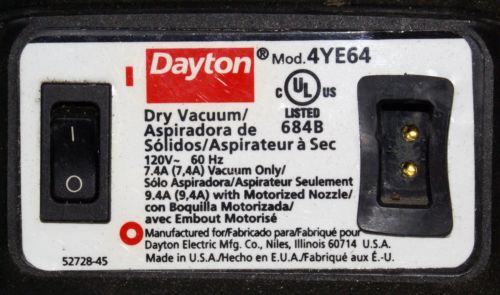 Dayton® Mod. 4YE64
C UL US
LISTED
684B
Dry Vacuum/
Aspiradora de
Sólidos/Aspirateur à Sec
120V~ 60 Hz
7.4A (7,4A) Vacuum Only/
Sólo Aspiradora/Aspirateur Seulement
9.4A (9,4A) with Motorized Nozzle/
con Boquilla Motorizada/
avec Embout Motorisé
Manufactured for/Fabricado para/Fabriqué pour
Dayton Electric Mfg. Co., Niles, Illinois 60714 U.S.A.
52728-45 Made in U.S.A./Hecho en E.U.A./Fabriqué aux É.-U.